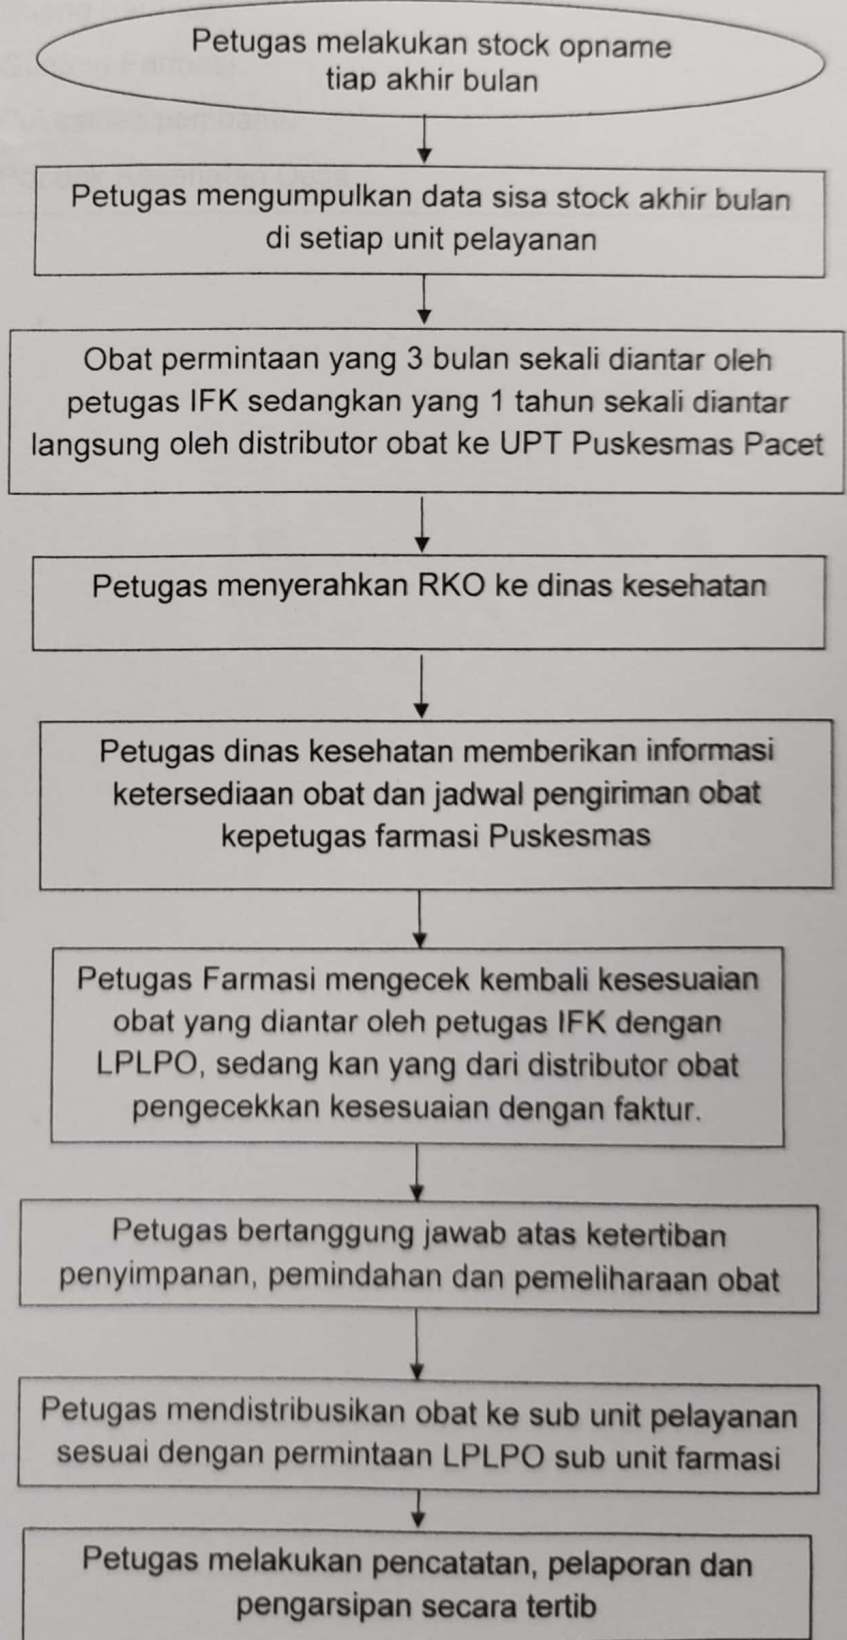 Petugas melakukan stock opname
tiap akhir bulan
Petugas mengumpulkan data sisa stock akhir bulan
di setiap unit pelayanan
Obat permintaan yang 3 bulan sekali diantar oleh
petugas IFK sedangkan yang 1 tahun sekali diantar
langsung oleh distributor obat ke UPT Puskesmas Pacet
Petugas menyerahkan RKO ke dinas kesehatan
Petugas dinas kesehatan memberikan informasi
ketersediaan obat dan jadwal pengiriman obat
kepetugas farmasi Puskesmas
Petugas Farmasi mengecek kembali kesesuaian
obat yang diantar oleh petugas IFK dengan
LPLPO, sedang kan yang dari distributor obat
pengecekkan kesesuaian dengan faktur.
Petugas bertanggung jawab atas ketertiban
penyimpanan, pemindahan dan pemeliharaan obat
Petugas mendistribusikan obat ke sub unit pelayanan
sesuai dengan permintaan LPLPO sub unit farmasi
Petugas melakukan pencatatan, pelaporan dan
pengarsipan secara tertib